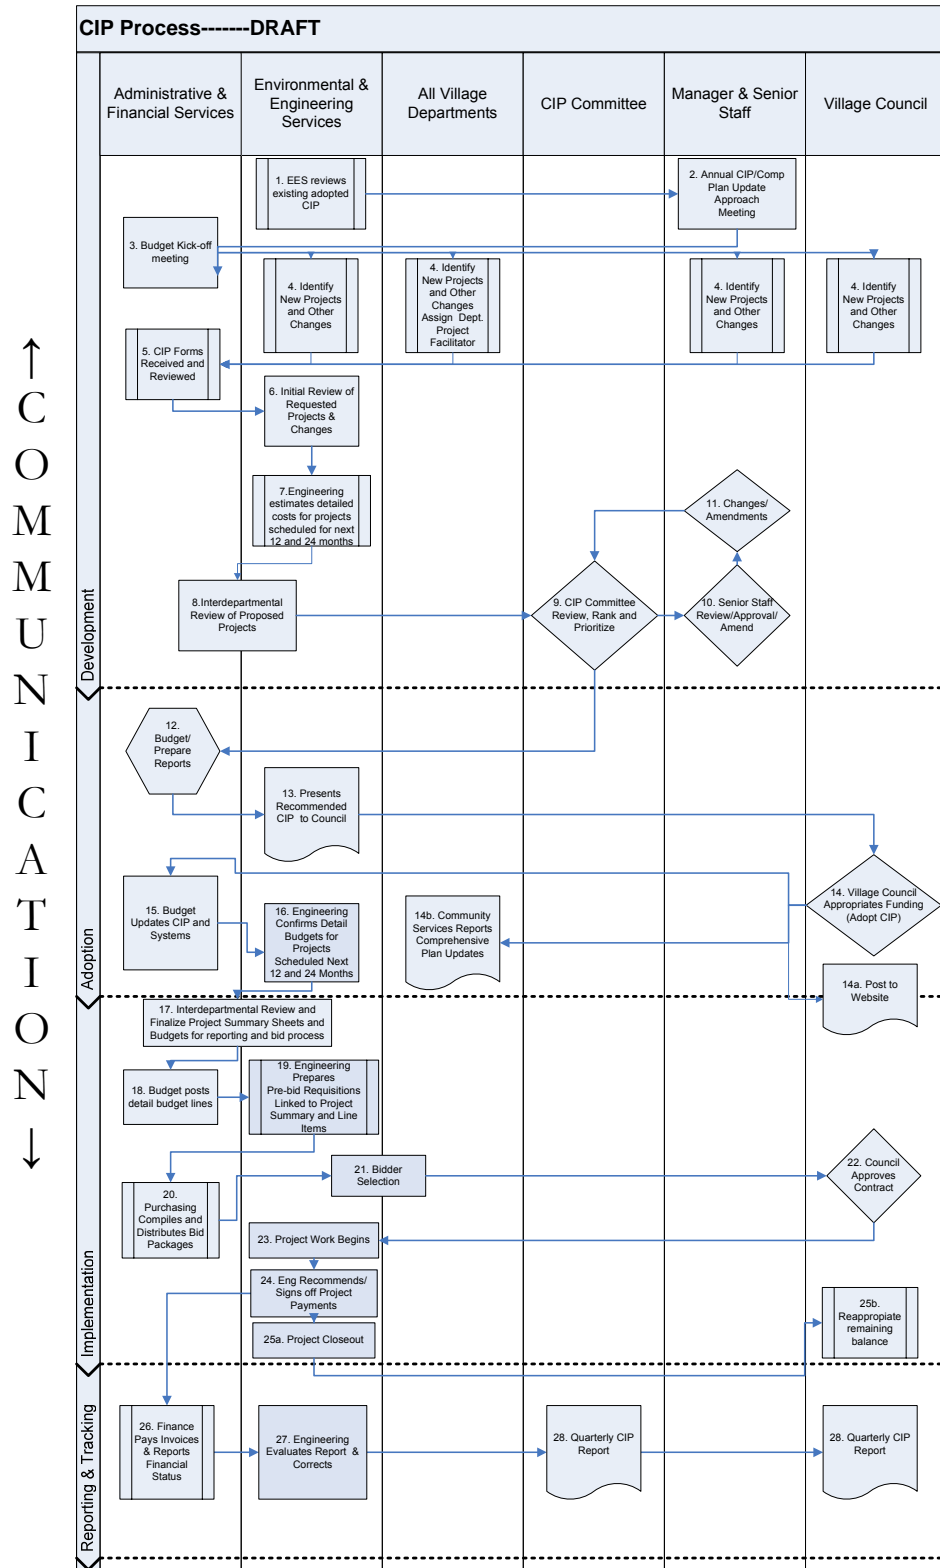 CIP Process-------DRAFT
Administrative &
Financial Services
Environmental &
Engineering
Services
All Village
Departments
CIP Committee
Manager & Senior
Staff
Village Council
↑
C
O
M
M
U
N
I
C
A
T
I
O
N
↓
Development
1. EES reviews
existing adopted
CIP
2. Annual CIP/Comp
Plan Update
Approach
Meeting
3. Budget Kick-off
meeting
4. Identify
New Projects
and Other
Changes
4. Identify
New Projects
and Other
Changes
Assign Dept.
Project
Facilitator
4. Identify
New Projects
and Other
Changes
4. Identify
New Projects
and Other
Changes
5. CIP Forms
Received and
Reviewed
6. Initial Review of
Requested
Projects &
Changes
7.Engineering
estimates detailed
costs for projects
scheduled for next
12 and 24 months
8.Interdepartmental
Review of Proposed
Projects
9. CIP Committee
Review, Rank and
Prioritize
10. Senior Staff
Review/Approval/
Amend
11. Changes/
Amendments
Adoption
12.
Budget/
Prepare
Reports
13. Presents
Recommended
CIP to Council
14. Village Council
Appropriates Funding
(Adopt CIP)
15. Budget
Updates CIP and
Systems
16. Engineering
Confirms Detail
Budgets for
Projects
Scheduled Next
12 and 24 Months
14b. Community
Services Reports
Comprehensive
Plan Updates
14a. Post to
Website
Implementation
17. Interdepartmental Review and
Finalize Project Summary Sheets and
Budgets for reporting and bid process
18. Budget posts
detail budget lines
19. Engineering
Prepares
Pre-bid Requisitions
Linked to Project
Summary and Line
Items
20.
Purchasing
Compiles and
Distributes Bid
Packages
21. Bidder
Selection
22. Council
Approves
Contract
23. Project Work Begins
24. Eng Recommends/
Signs off Project
Payments
25a. Project Closeout
25b.
Reappropiate
remaining
balance
Reporting & Tracking
26. Finance
Pays Invoices
& Reports
Financial
Status
27. Engineering
Evaluates Report &
Corrects
28. Quarterly CIP
Report
28. Quarterly CIP
Report